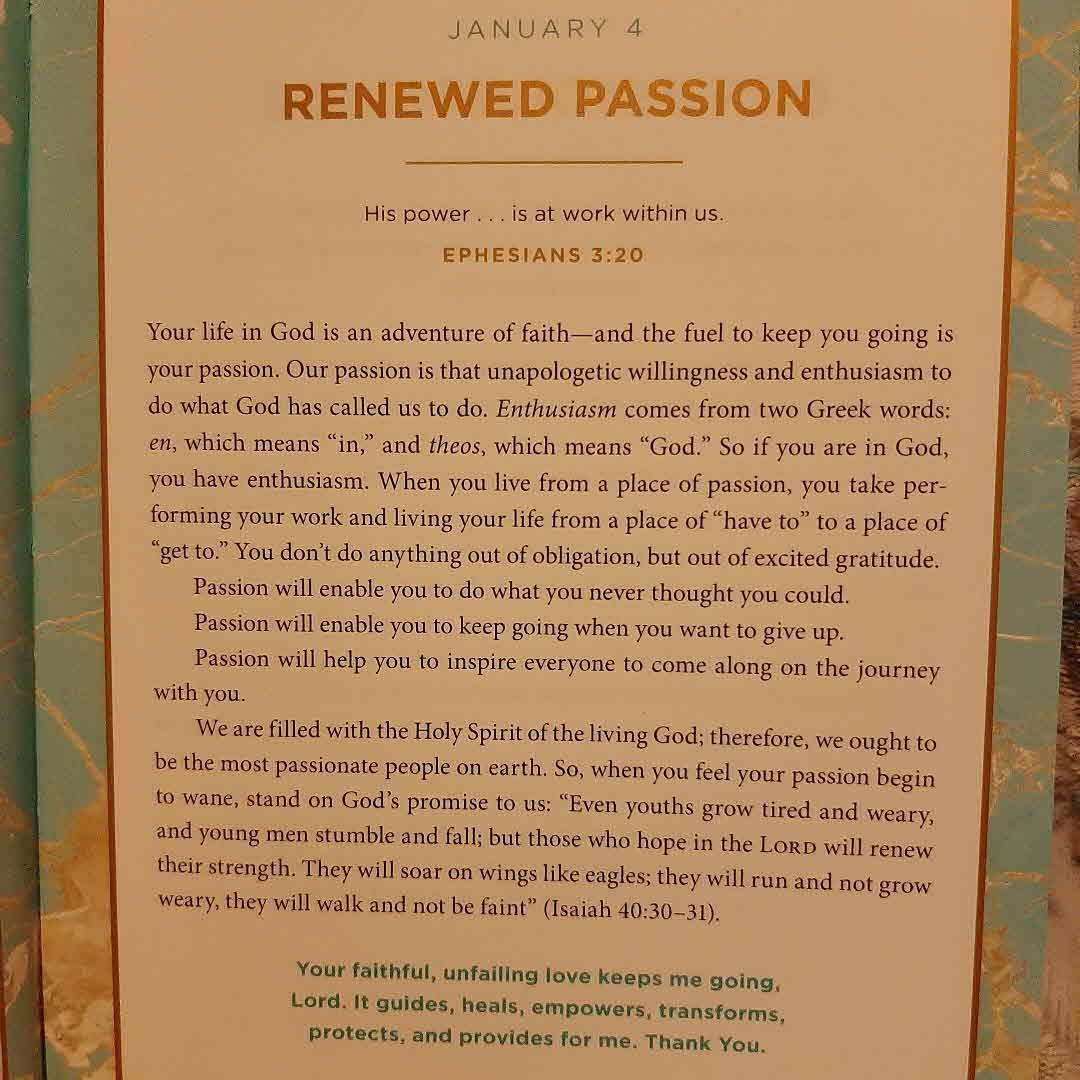 JANUARY 4
RENEWED PASSION
His power . . . is at work within us.
EPHESIANS 3:20
Your life in God is an adventure of faith—and the fuel to keep you going is
your passion. Our passion is that unapologetic willingness and enthusiasm to
do what God has called us to do. Enthusiasm comes from two Greek words:
en, which means “in,” and theos, which means “God.” So if you are in God,
you have enthusiasm. When you live from a place of passion, you take per-
forming your work and living your life from a place of “have to” to a place of
“get to.” You don’t do anything out of obligation, but out of excited gratitude.
Passion will enable you to do what you never thought you could.
Passion will enable you to keep going when you want to give up.
Passion will help you to inspire everyone to come along on the journey
with you.
We are filled with the Holy Spirit of the living God; therefore, we ought to
be the most passionate people on earth. So, when you feel your passion begin
to wane, stand on God’s promise to us: “Even youths grow tired and weary,
and young men stumble and fall; but those who hope in the LORD will renew
their strength. They will soar on wings like eagles; they will run and not grow
weary, they will walk and not be faint” (Isaiah 40:30–31).
Your faithful, unfailing love keeps me going,
Lord. It guides, heals, empowers, transforms,
protects, and provides for me. Thank You.